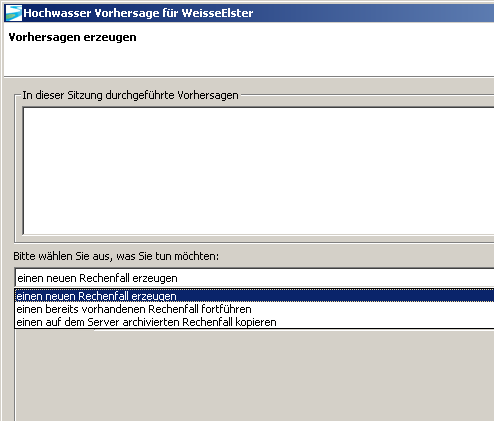 Hochwasser Vorhersage für WeisseElster
Vorhersagen erzeugen
In dieser Sitzung durchgeführte Vorhersagen
Bitte wählen Sie aus, was Sie tun möchten:
einen neuen Rechenfall erzeugen
einen neuen Rechenfall erzeugen
einen bereits vorhandenen Rechenfall fortführen
einen auf dem Server archivierten Rechenfall kopieren